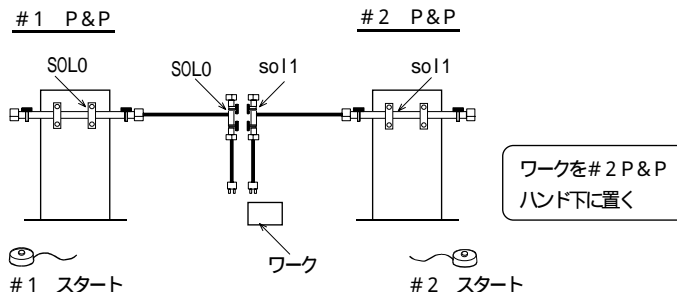 #1 P&P
#2 P&P
SOL0
SOL0
sol1
sol1
ワークを#2P&P
ハンド下に置く
ワーク
#1 スタート
#2 スタート